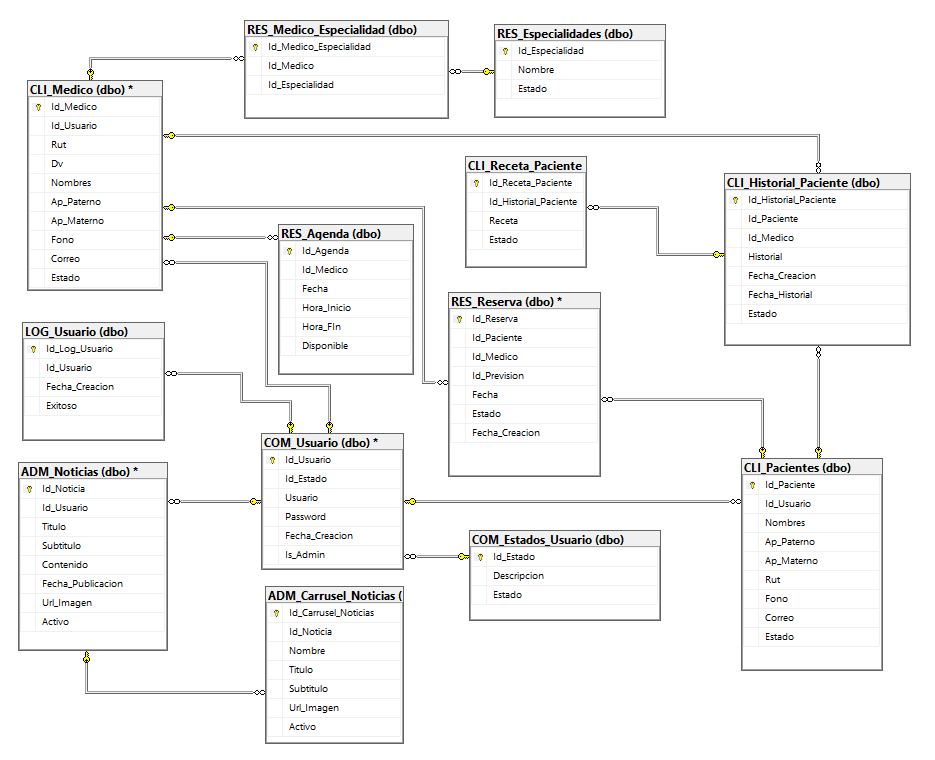 RES_Medico_Especialidad (dbo)
Id_Medico_Especialidad
Id_Medico
Id_Especialidad
RES_Especialidades (dbo)
Id_Especialidad
Nombre
Estado
CLI_Medico (dbo) *
Id_Medico
Id_Usuario
Rut
Dv
Nombres
Ap_Paterno
Ap_Materno
Fono
Correo
Estado
CLI_Receta_Paciente
Id_Receta_Paciente
Id_Historial_Paciente
Receta
Estado
CLI_Historial_Paciente (dbo)
Id_Historial_Paciente
Id_Paciente
Id_Medico
Historial
Fecha_Creacion
Fecha_Historial
Estado
RES_Agenda (dbo)
Id_Agenda
Id_Medico
Fecha
Hora_Inicio
Hora_FIn
Disponible
RES_Reserva (dbo) *
Id_Reserva
Id_Paciente
Id_Medico
Id_Prevision
Fecha
Estado
Fecha_Creacion
LOG_Usuario (dbo)
Id_Log_Usuario
Id_Usuario
Fecha_Creacion
Exitoso
COM_Usuario (dbo) *
Id_Usuario
Id_Estado
Usuario
Password
Fecha_Creacion
Is_Admin
CLI_Pacientes (dbo)
Id_Paciente
Id_Usuario
Nombres
Ap_Paterno
Ap_Materno
Rut
Fono
Correo
Estado
ADM_Noticias (dbo) *
Id_Noticia
Id_Usuario
Titulo
Subtitulo
Contenido
Fecha_Publicacion
Url_Imagen
Activo
COM_Estados_Usuario (dbo)
Id_Estado
Descripcion
Estado
ADM_Carrusel_Noticias (
Id_Carrusel_Noticias
Id_Noticia
Nombre
Titulo
Subtitulo
Url_Imagen
Activo